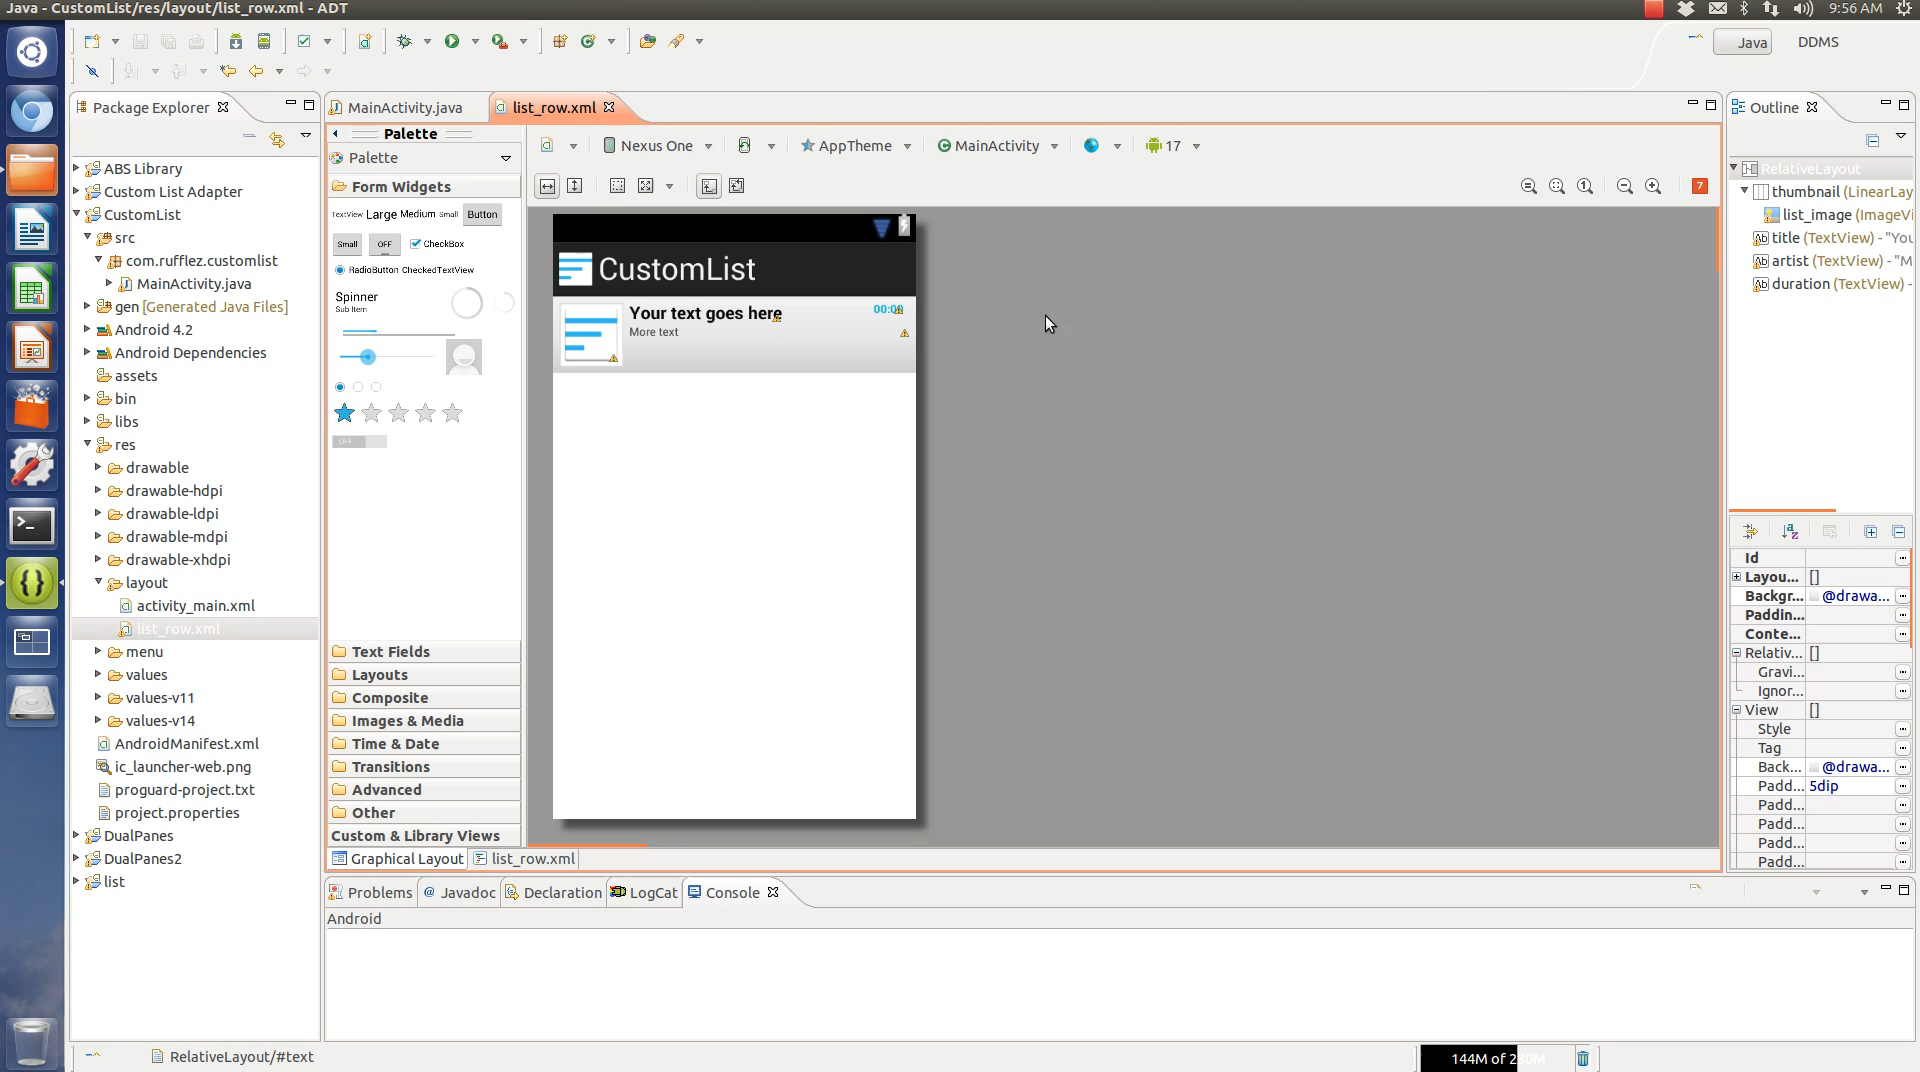 Java - CustomList/res/layout/list_row.xml - ADT
9:56 AM
Java
DDMS
Package Explorer
ABS Library
Custom List Adapter
CustomList
src
com.rufflez.customlist
MainActivity.java
gen [Generated Java Files]
Android 4.2
Android Dependencies
assets
bin
libs
res
drawable
drawable-hdpi
drawable-ldpi
drawable-mdpi
drawable-xhdpi
layout
activity_main.xml
list_row.xml
menu
values
values-v11
values-v14
AndroidManifest.xml
ic_launcher-web.png
proguard-project.txt
project.properties
DualPanes
DualPanes2
list
MainActivity.java
list_row.xml
Palette
Palette
Form Widgets
TextView Large Medium Small Button
Small OFF CheckBox
RadioButton CheckedTextView
Spinner
Sub Item
OFF
Text Fields
Layouts
Composite
Images & Media
Time & Date
Transitions
Advanced
Other
Custom & Library Views
Nexus One
AppTheme
MainActivity
17
7
CustomList
Your text goes here
More text
Graphical Layout
list_row.xml
Problems
Javadoc
Declaration
LogCat
Console
Android
Outline
RelativeLayout
thumbnail (LinearLay
list_image (ImageVi
title (TextView) - "You
artist (TextView) - "M
duration (TextView) -
Id
Layou... []
Backgr... @drawa...
Paddin...
Conte...
Relativ... []
Gravi...
Ignor...
View []
Style
Tag
Back... @drawa...
Padd... 5dip
Padd...
Padd...
Padd...
Padd...
RelativeLayout/#text
144M of